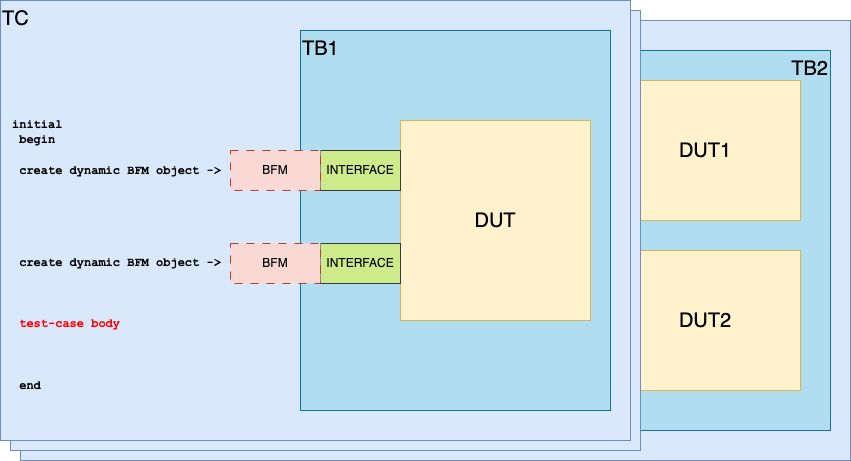 TC
TB1
TB2
initial
begin
create dynamic BFM object ->
BFM
INTERFACE
DUT
DUT1
create dynamic BFM object ->
BFM
INTERFACE
DUT2
test-case body
end